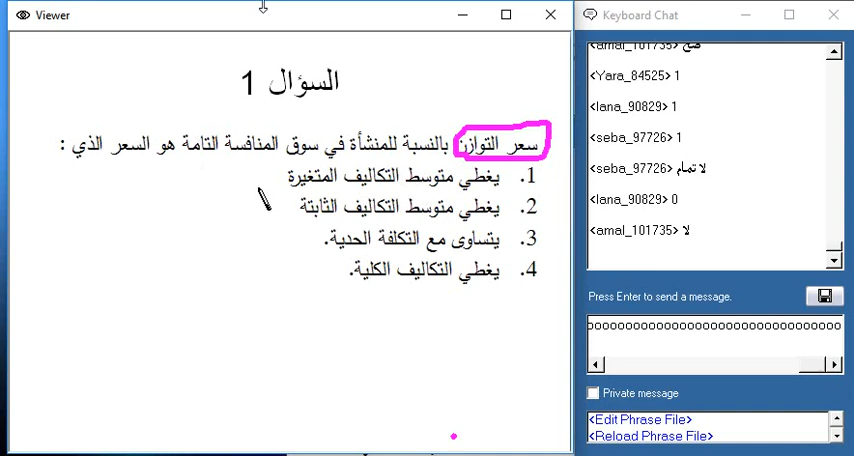 Viewer
السؤال 1
سعر التوازن بالنسبة للمنشأة في سوق المنافسة التامة هو السعر الذي :
1. يغطي متوسط التكاليف المتغيرة
2. يغطي متوسط التكاليف الثابتة
3. يتساوى مع التكلفة الحدية.
4. يغطي التكاليف الكلية.
Keyboard Chat
<amal_101735> صح
<Yara_84525> 1
<lana_90829> 1
<seba_97726> 1
<seba_97726> لا تمام
<lana_90829> 0
<amal_101735> لا
Press Enter to send a message.
Private message
<Edit Phrase File>
<Reload Phrase File>